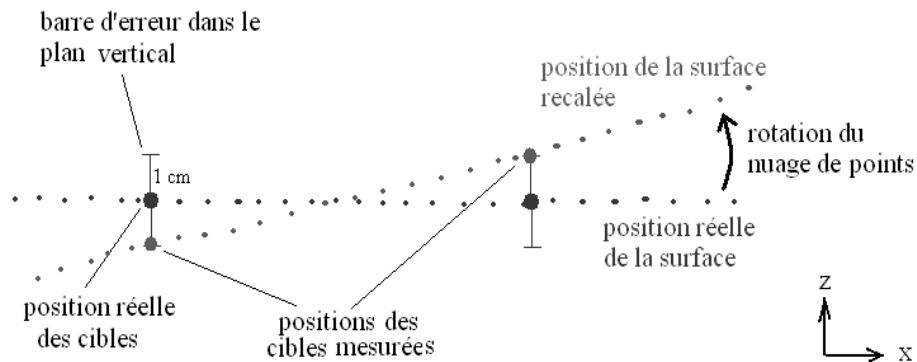 barre d'erreur dans le
plan vertical
position de la surface
recalée
rotation du
nuage de points
1 cm
position réelle
de la surface
position réelle
des cibles
positions des
cibles mesurées
Z
X